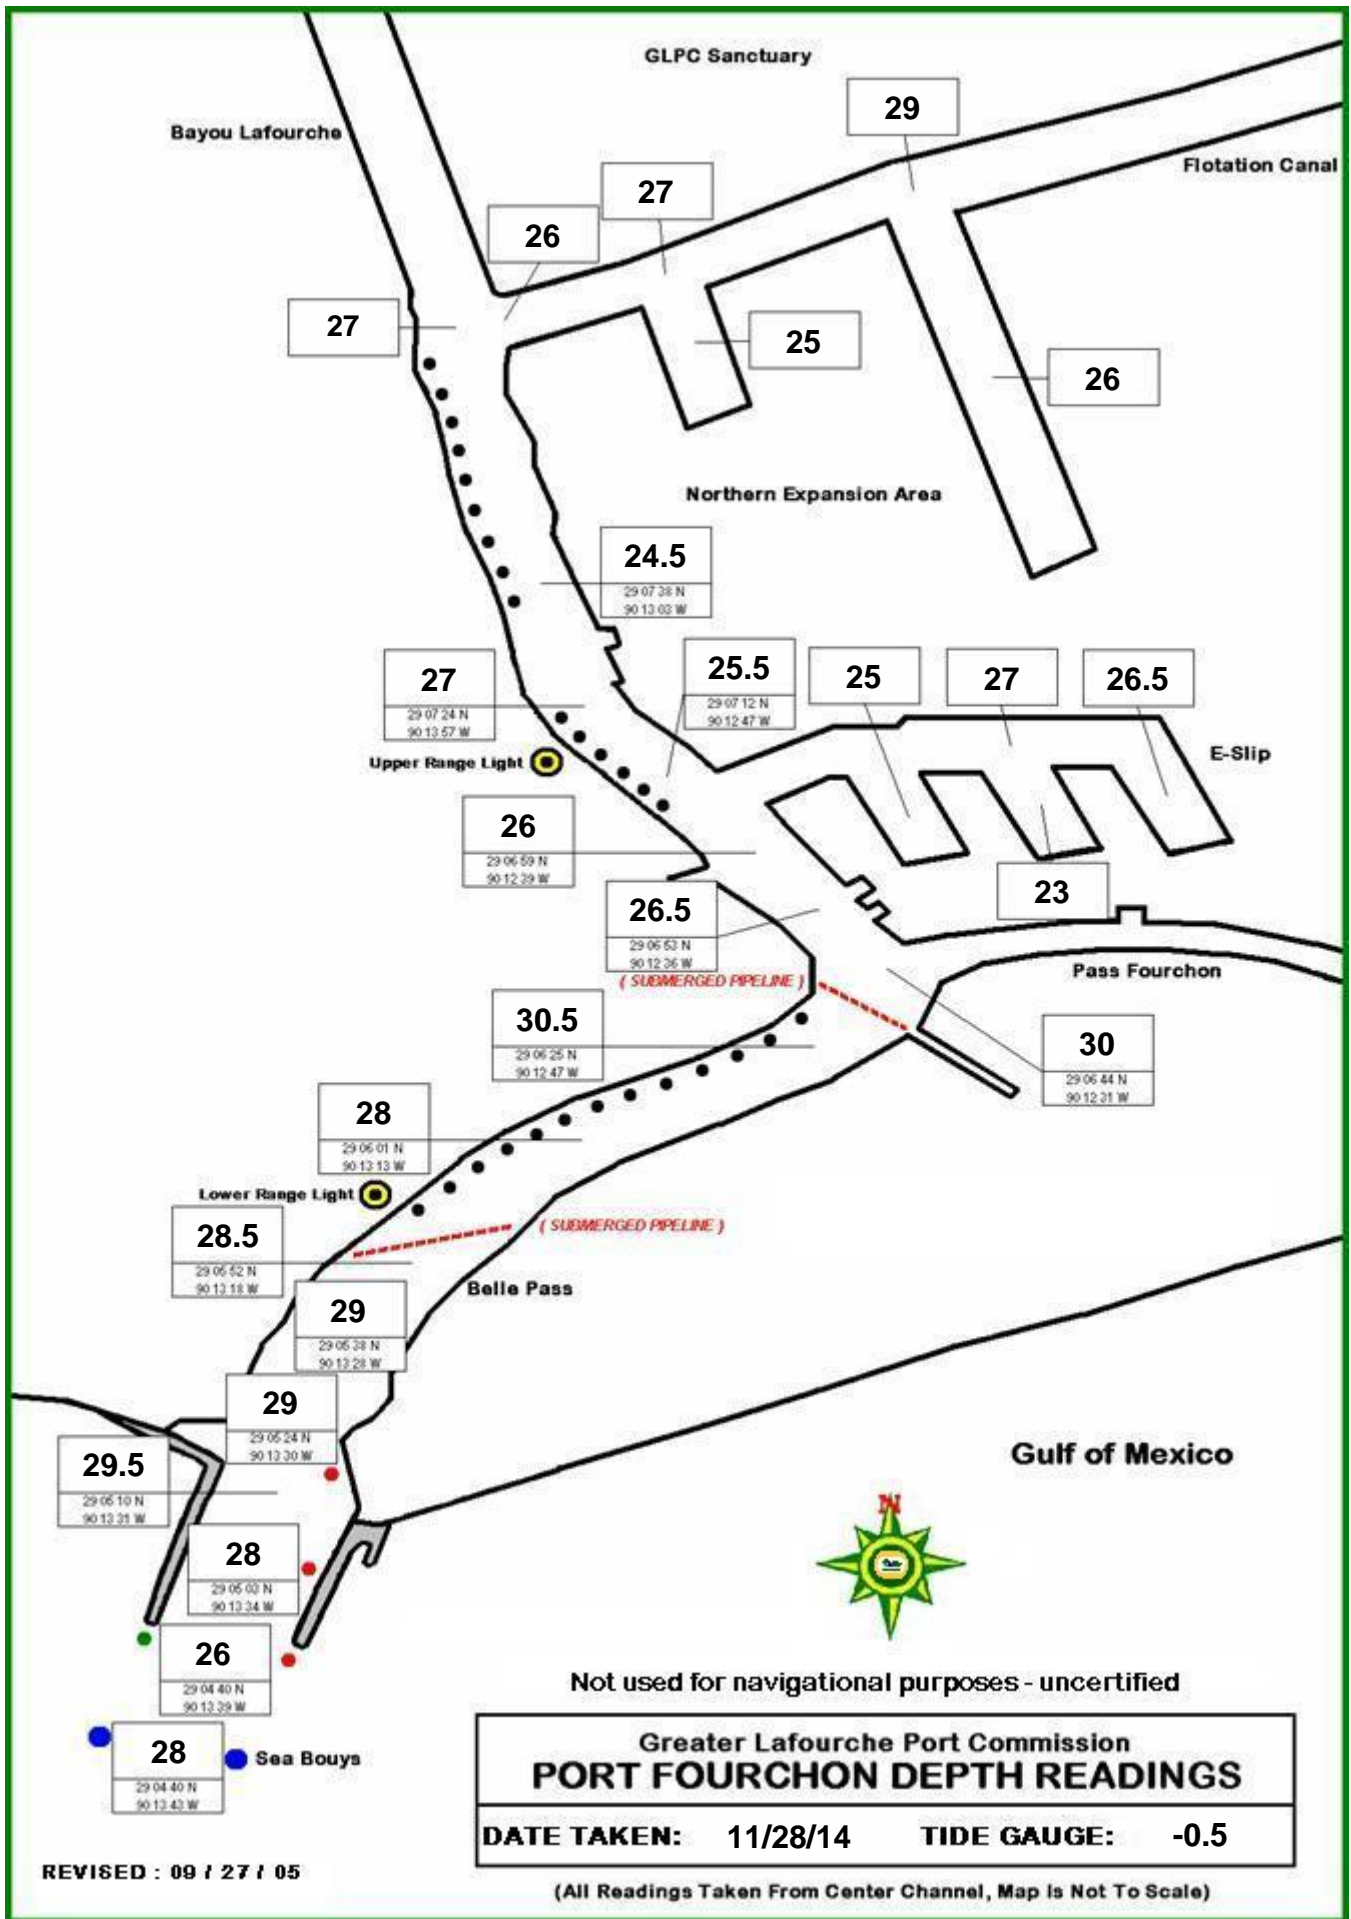 GLPC Sanctuary
29
Bayou Lafourche
Flotation Canal
27
26
27
25
26
Northern Expansion Area
24.5
29 07 38 N
90 13 03 W
27
29 07 24 N
90 13 57 W
25.5
29 07 12 N
90 12 47 W
25
27
26.5
E-Slip
Upper Range Light
26
29 06 59 N
90 12 39 W
23
26.5
29 06 53 N
90 12 36 W
( SUBMERGED PIPELINE )
Pass Fourchon
30.5
29 06 25 N
90 12 47 W
30
29 06 44 N
90 12 31 W
28
29 06 01 N
90 13 13 W
Lower Range Light
28.5
29 05 52 N
90 13 18 W
( SUBMERGED PIPELINE )
Belle Pass
29
29 05 38 N
90 13 28 W
29
29 05 24 N
90 13 30 W
29.5
29 05 10 N
90 13 31 W
Gulf of Mexico
N
28
29 05 03 N
90 13 34 W
26
29 04 40 N
90 13 39 W
28
29 04 40 N
90 13 43 W
Sea Bouys
Not used for navigational purposes - uncertified
Greater Lafourche Port Commission
PORT FOURCHON DEPTH READINGS
DATE TAKEN: 11/28/14 TIDE GAUGE: -0.5
REVISED : 09 / 27 / 05
(All Readings Taken From Center Channel, Map Is Not To Scale)